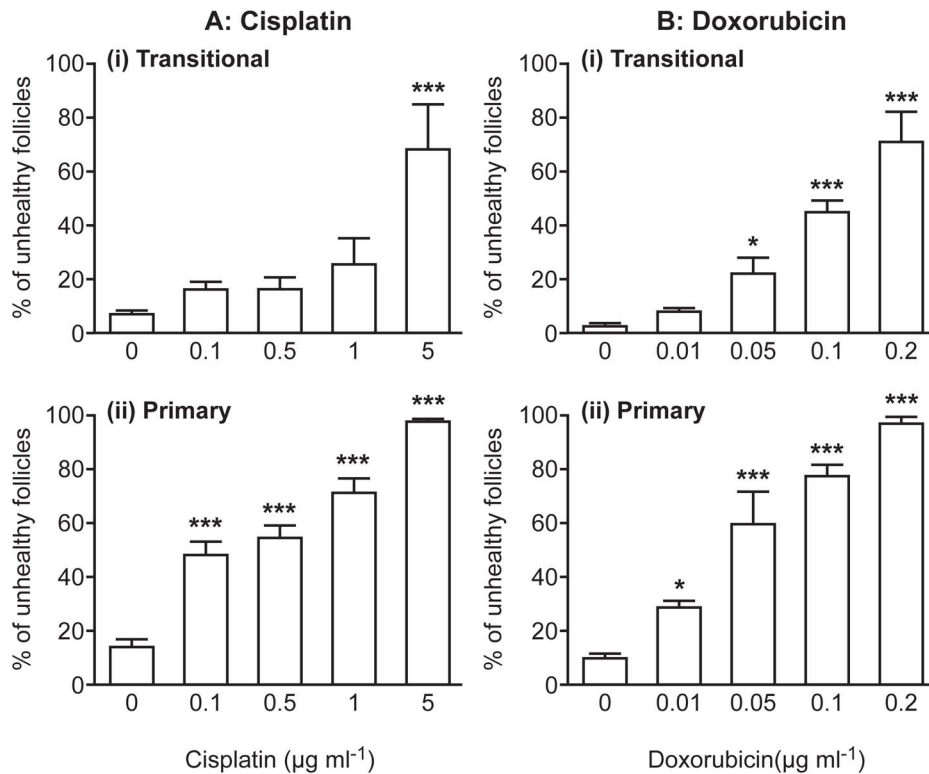 A: Cisplatin
B: Doxorubicin
(i) Transitional
(i) Transitional
% of unhealthy follicles
100
80
60
40
20
0
***
0 0.1 0.5 1 5
% of unhealthy follicles
100
80
60
40
20
0
*
***
***
0 0.01 0.05 0.1 0.2
(ii) Primary
% of unhealthy follicles
100
80
60
40
20
0
***
***
***
***
0 0.1 0.5 1 5
Cisplatin (µg ml⁻¹)
(ii) Primary
% of unhealthy follicles
100
80
60
40
20
0
*
***
***
***
0 0.01 0.05 0.1 0.2
Doxorubicin(µg ml⁻¹)